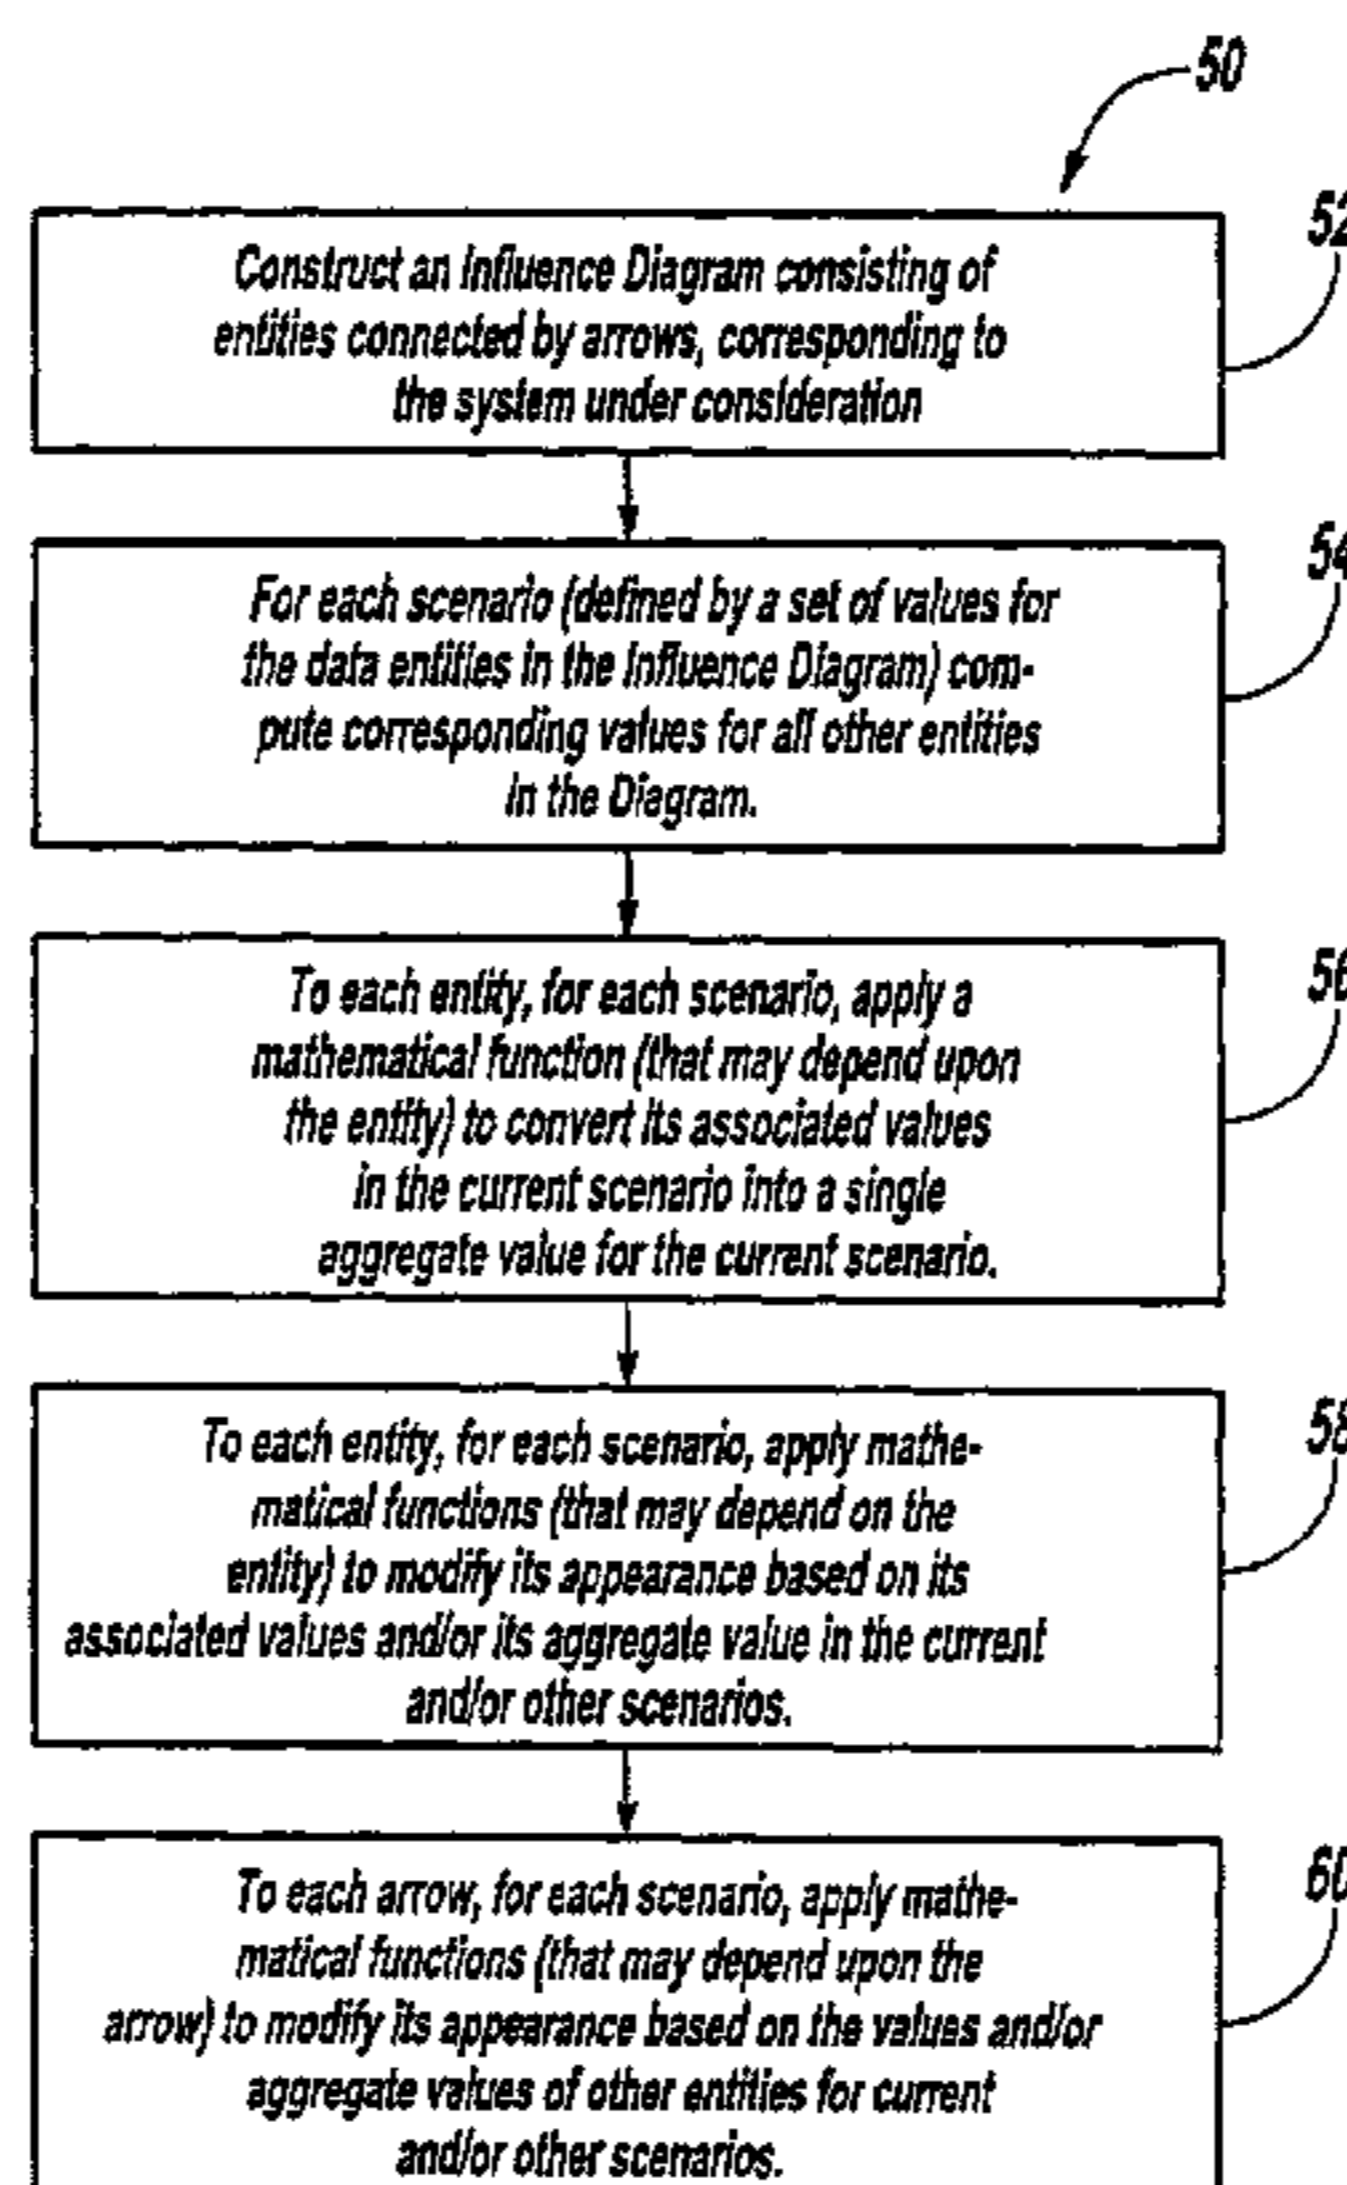 50
52
Construct an Influence Diagram consisting of
entities connected by arrows, corresponding to
the system under consideration
54
For each scenario (defined by a set of values for
the data entities in the Influence Diagram) com-
pute corresponding values for all other entities
in the Diagram.
56
To each entity, for each scenario, apply a
mathematical function (that may depend upon
the entity) to convert its associated values
in the current scenario into a single
aggregate value for the current scenario.
58
To each entity, for each scenario, apply mathe-
matical functions (that may depend on the
entity) to modify its appearance based on its
associated values and/or its aggregate value in the current
and/or other scenarios.
60
To each arrow, for each scenario, apply mathe-
matical functions (that may depend upon the
arrow) to modify its appearance based on the values and/or
aggregate values of other entities for current
and/or other scenarios.